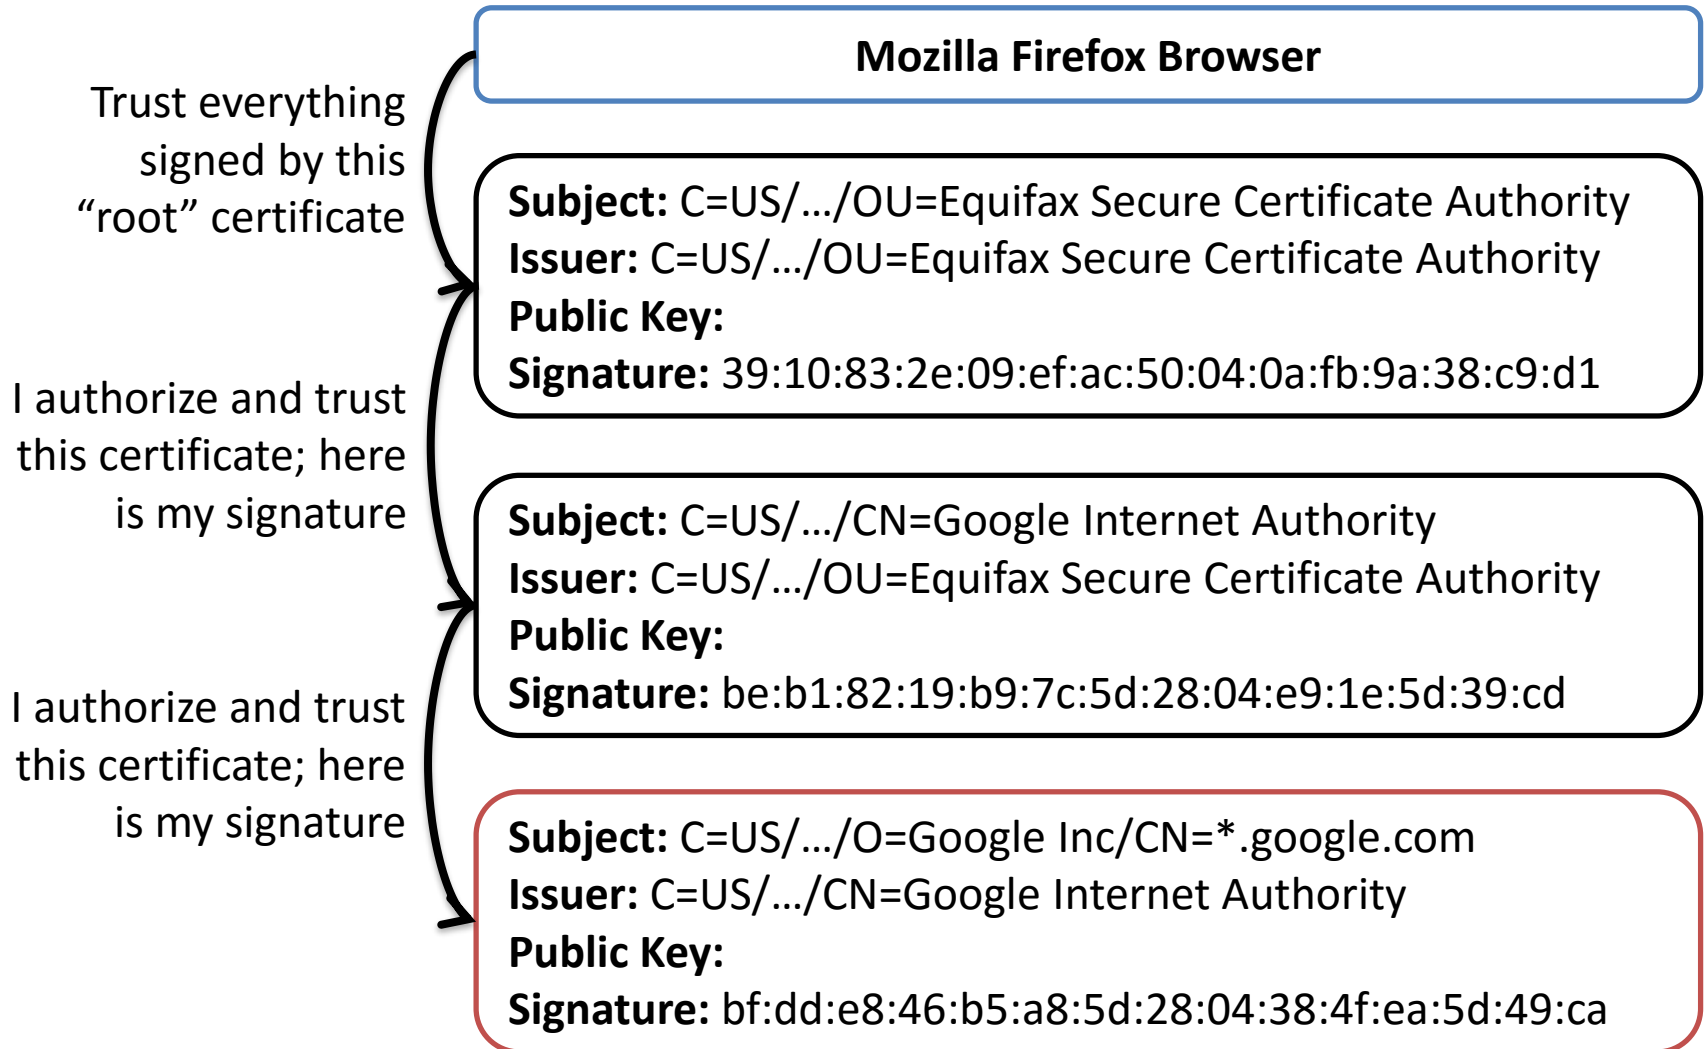 Mozilla Firefox Browser
Trust everything
signed by this
“root” certificate
Subject: C=US/.../OU=Equifax Secure Certificate Authority
Issuer: C=US/.../OU=Equifax Secure Certificate Authority
Public Key:
Signature: 39:10:83:2e:09:ef:ac:50:04:0a:fb:9a:38:c9:d1
I authorize and trust
this certificate; here
is my signature
Subject: C=US/.../CN=Google Internet Authority
Issuer: C=US/.../OU=Equifax Secure Certificate Authority
Public Key:
Signature: be:b1:82:19:b9:7c:5d:28:04:e9:1e:5d:39:cd
I authorize and trust
this certificate; here
is my signature
Subject: C=US/.../O=Google Inc/CN=*.google.com
Issuer: C=US/.../CN=Google Internet Authority
Public Key:
Signature: bf:dd:e8:46:b5:a8:5d:28:04:38:4f:ea:5d:49:ca